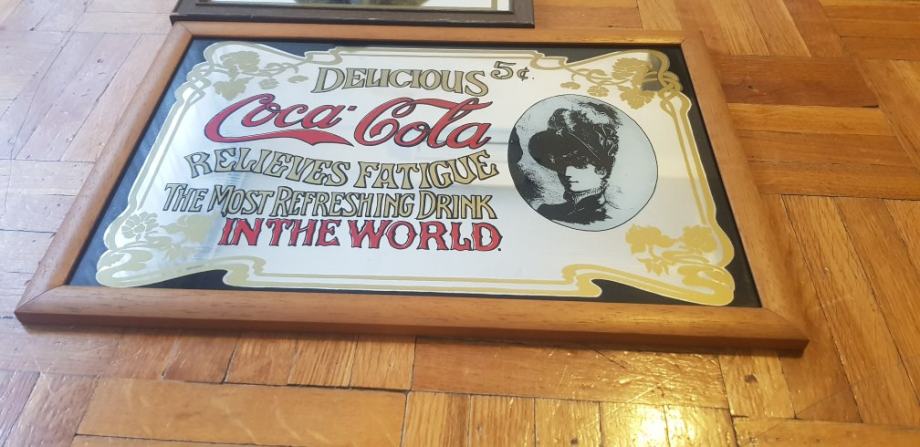 DELICIOUS 5¢.
Coca-Cola
RELIEVES FATIGUE
THE MOST REFRESHING DRINK
IN THE WORLD.